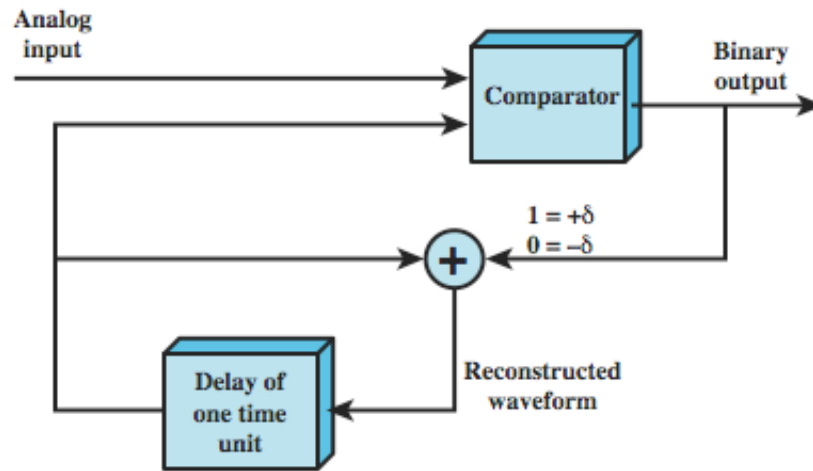 Analog
input
Comparator
Binary
output
1 = +δ
0 = –δ
+
Delay of
one time
unit
Reconstructed
waveform